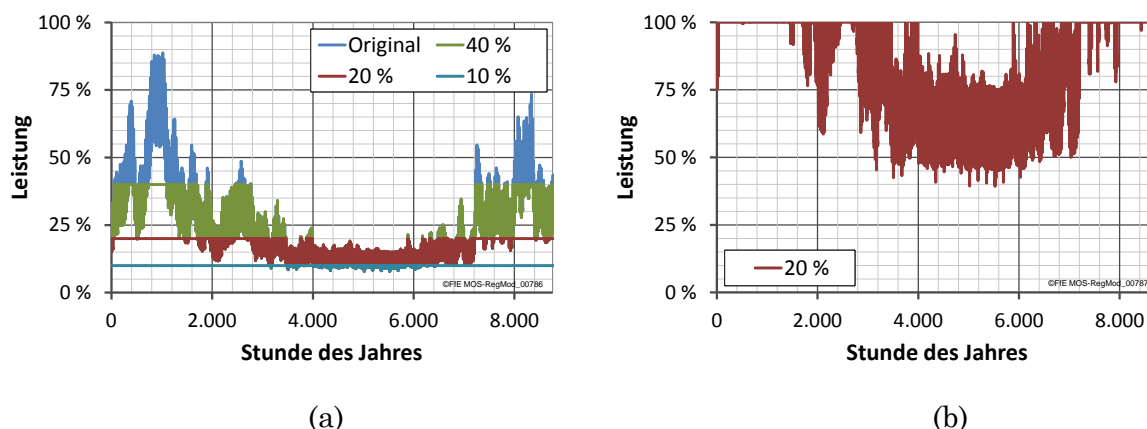 100 %
75 %
50 %
25 %
0 %
Leistung
Original
40 %
20 %
10 %
©FfE MOS-RegMod_00786
0
2.000
4.000
6.000
8.000
Stunde des Jahres
(a)
100 %
75 %
50 %
25 %
0 %
Leistung
20 %
©FfE MOS-RegMod_00787
0
2.000
4.000
6.000
8.000
Stunde des Jahres
(b)